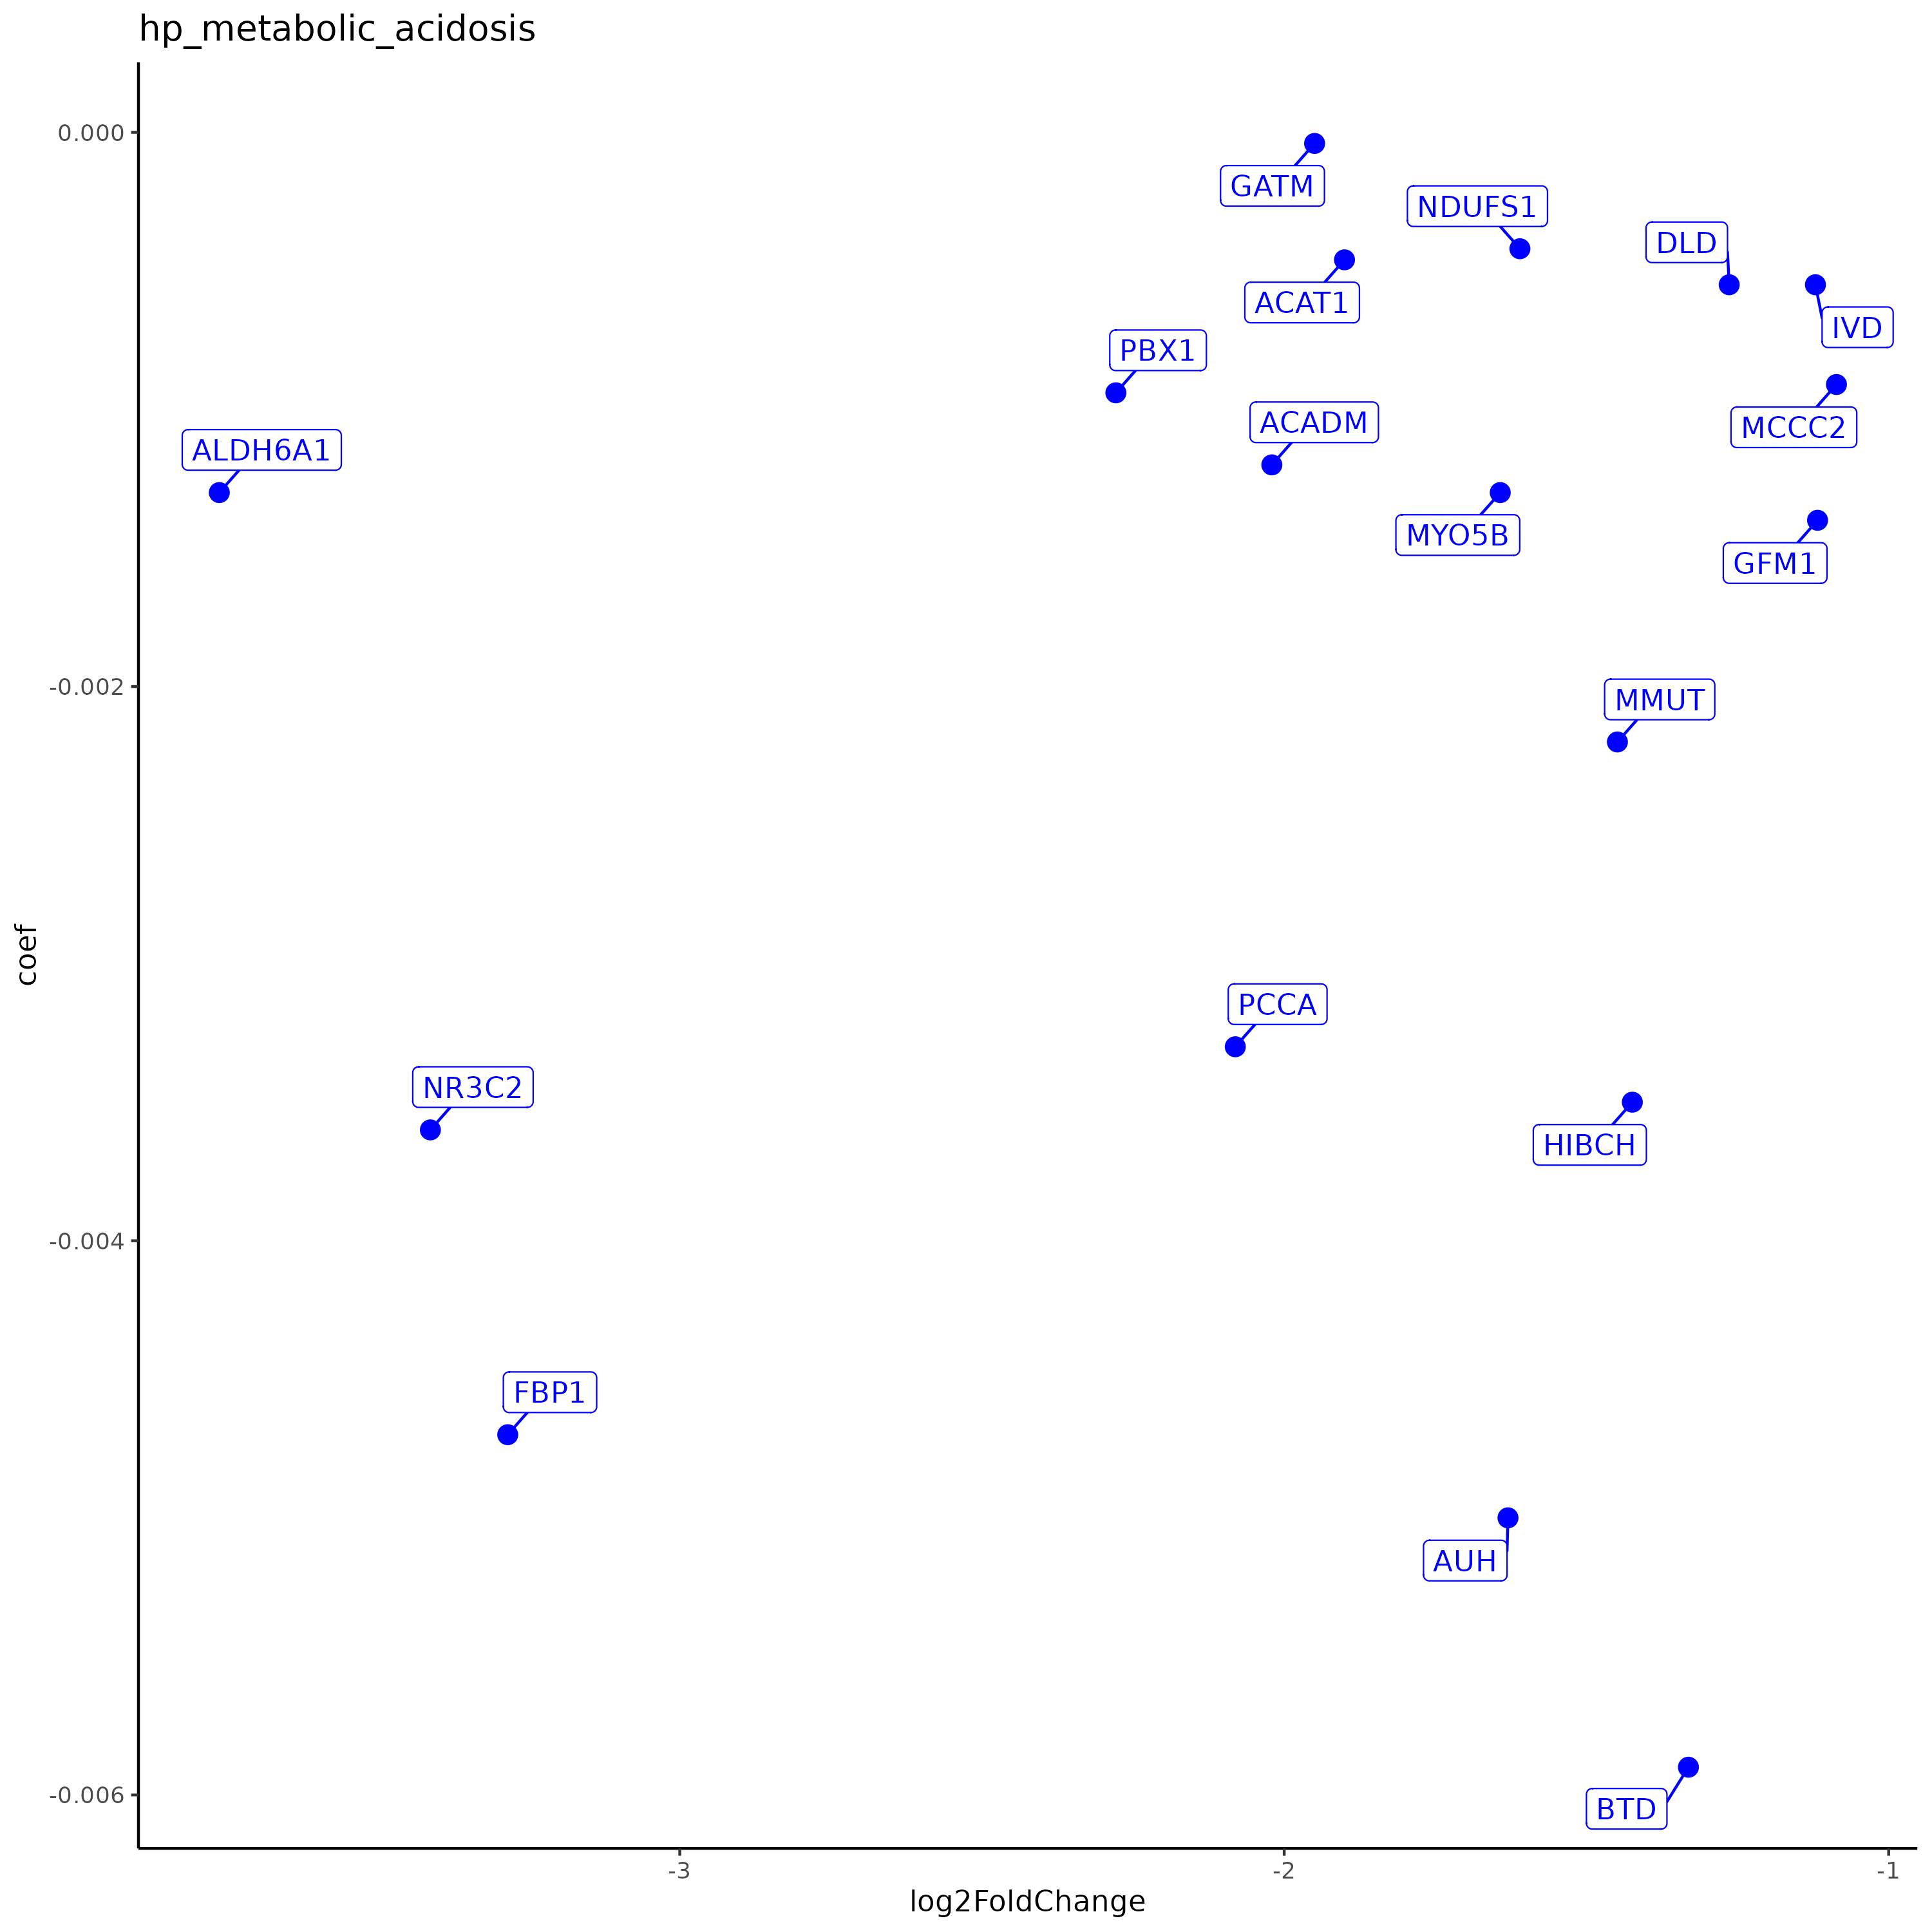 hp_metabolic_acidosis
0.000
GATM
NDUFS1
DLD
ACAT1
IVD
PBX1
ACADM
MCCC2
ALDH6A1
MYO5B
GFM1
-0.002
MMUT
PCCA
NR3C2
HIBCH
-0.004
FBP1
AUH
-0.006
BTD
coef
-3
-2
-1
log2FoldChange